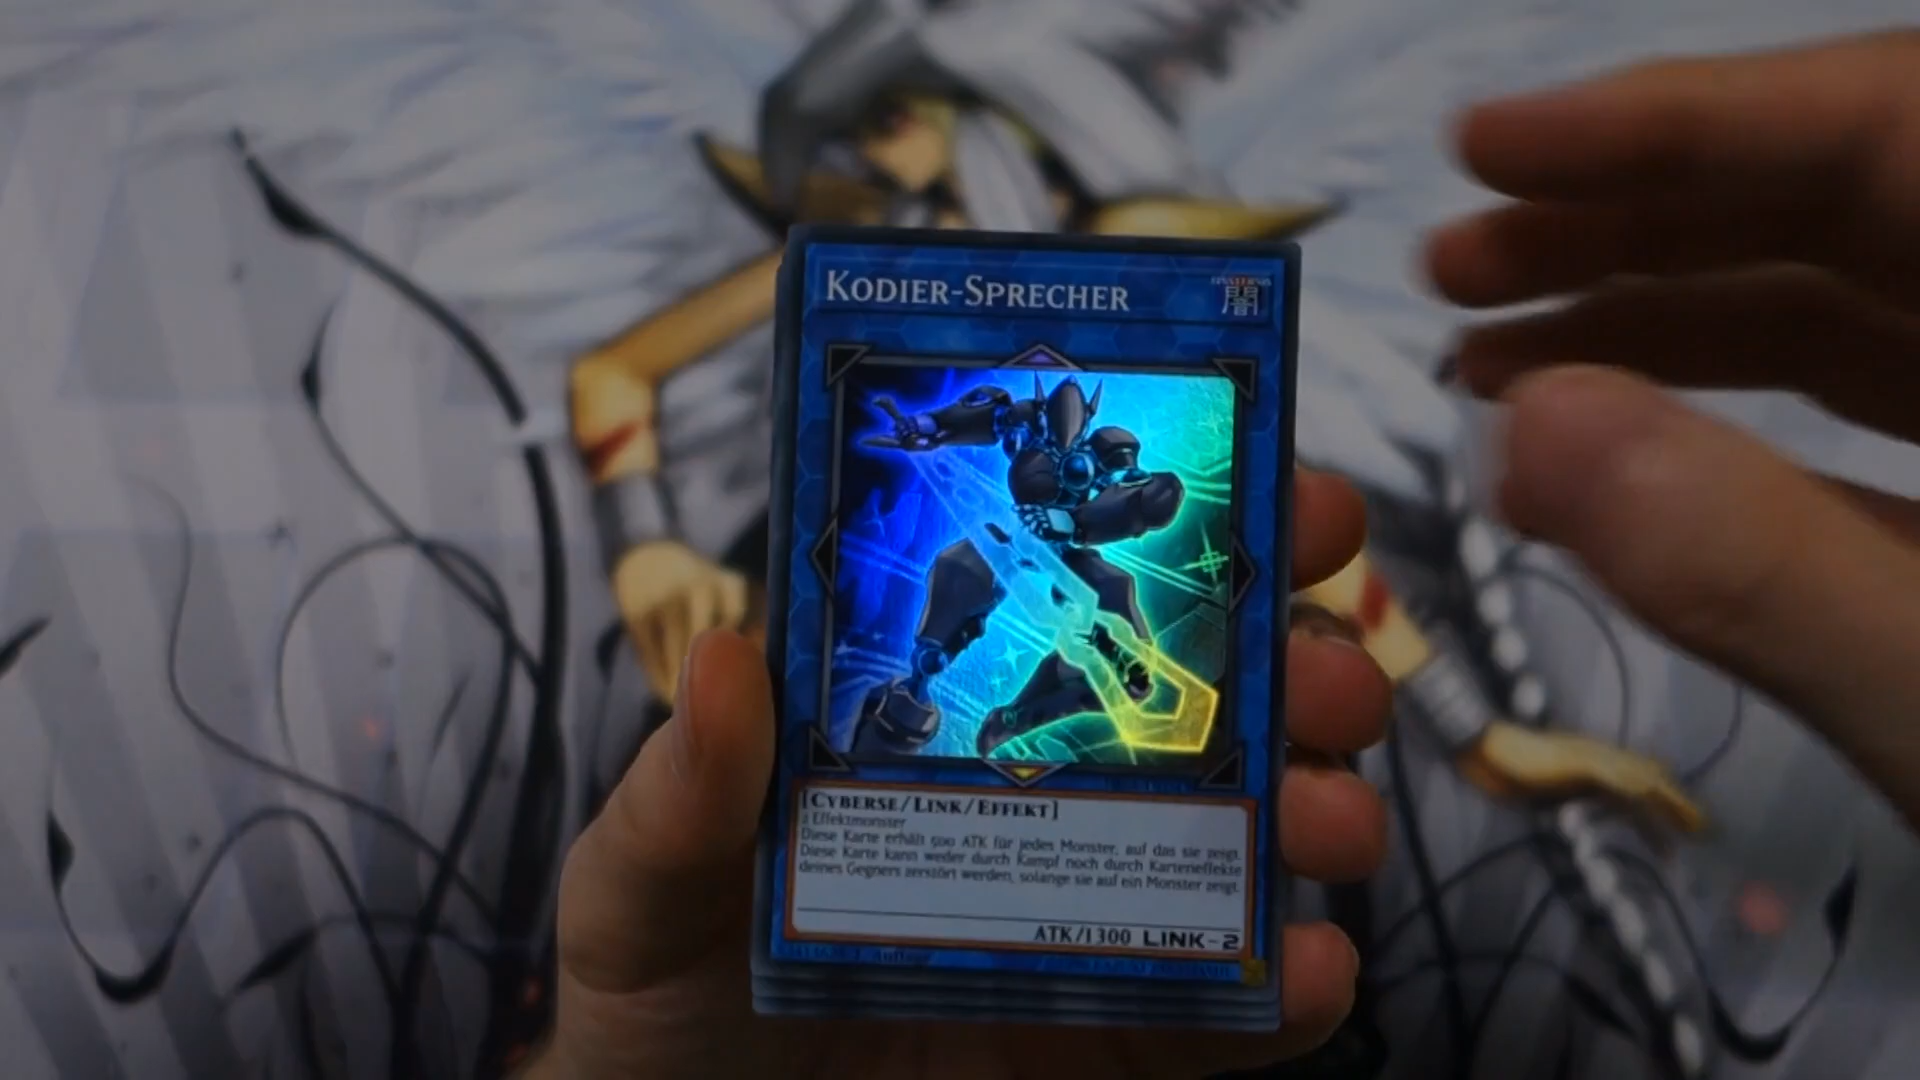 KODIER-SPRECHER
闇
[CYBERSE/LINK/EFFEKT]
2 Effektmonster
Diese Karte erhält 500 ATK für jedes Monster, auf das sie zeigt.
Diese Karte kann weder durch Kampf noch durch Karteneffekte
deines Gegners zerstört werden, solange sie auf ein Monster zeigt.
ATK/1300 LINK-2